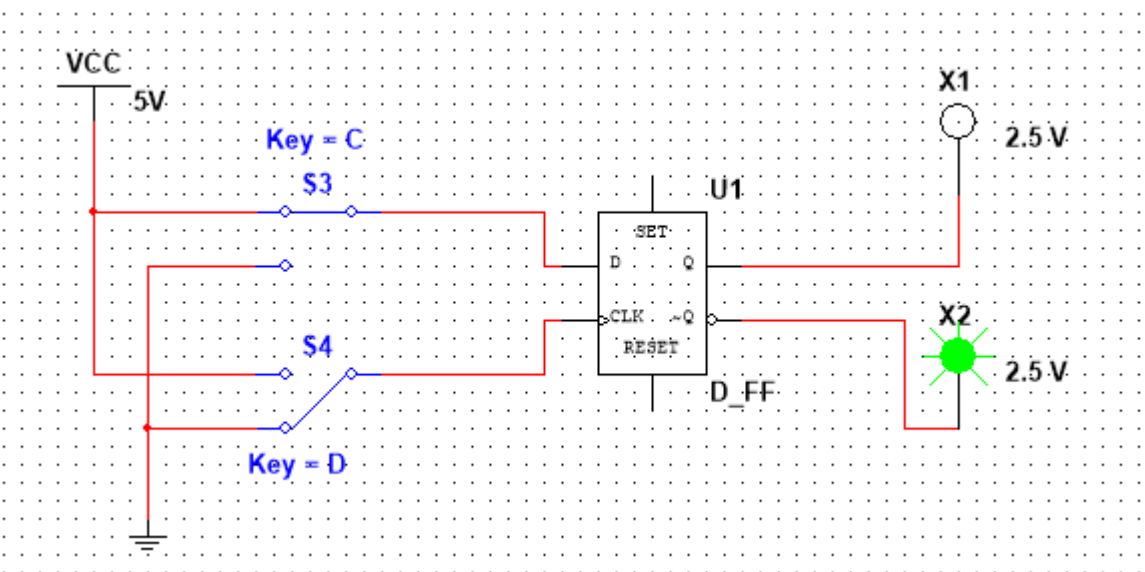 VCC
5V
Key = C
S3
X1
2.5 V
U1
SET
D Q
CLK ~Q
RESET
D_FF
S4
Key = D
X2
2.5 V